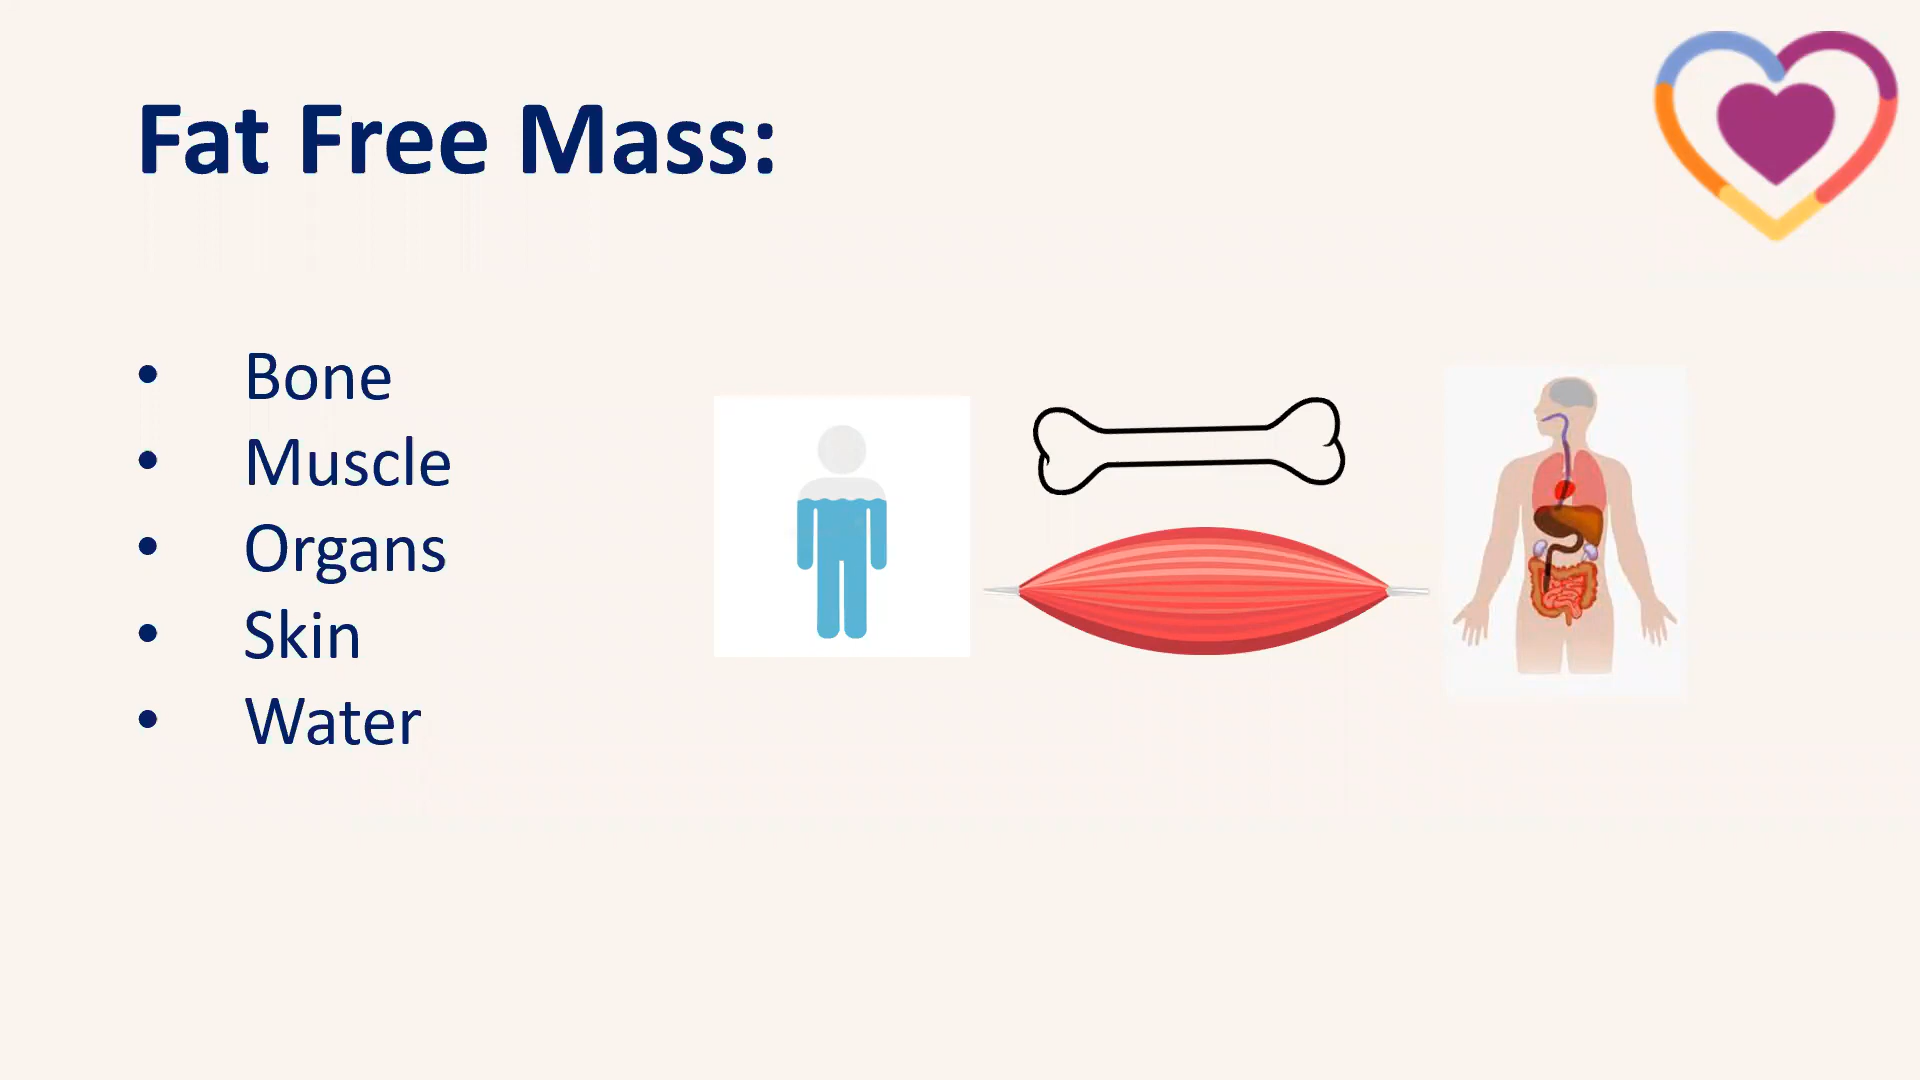 Fat Free Mass:
• Bone
• Muscle
• Organs
• Skin
• Water